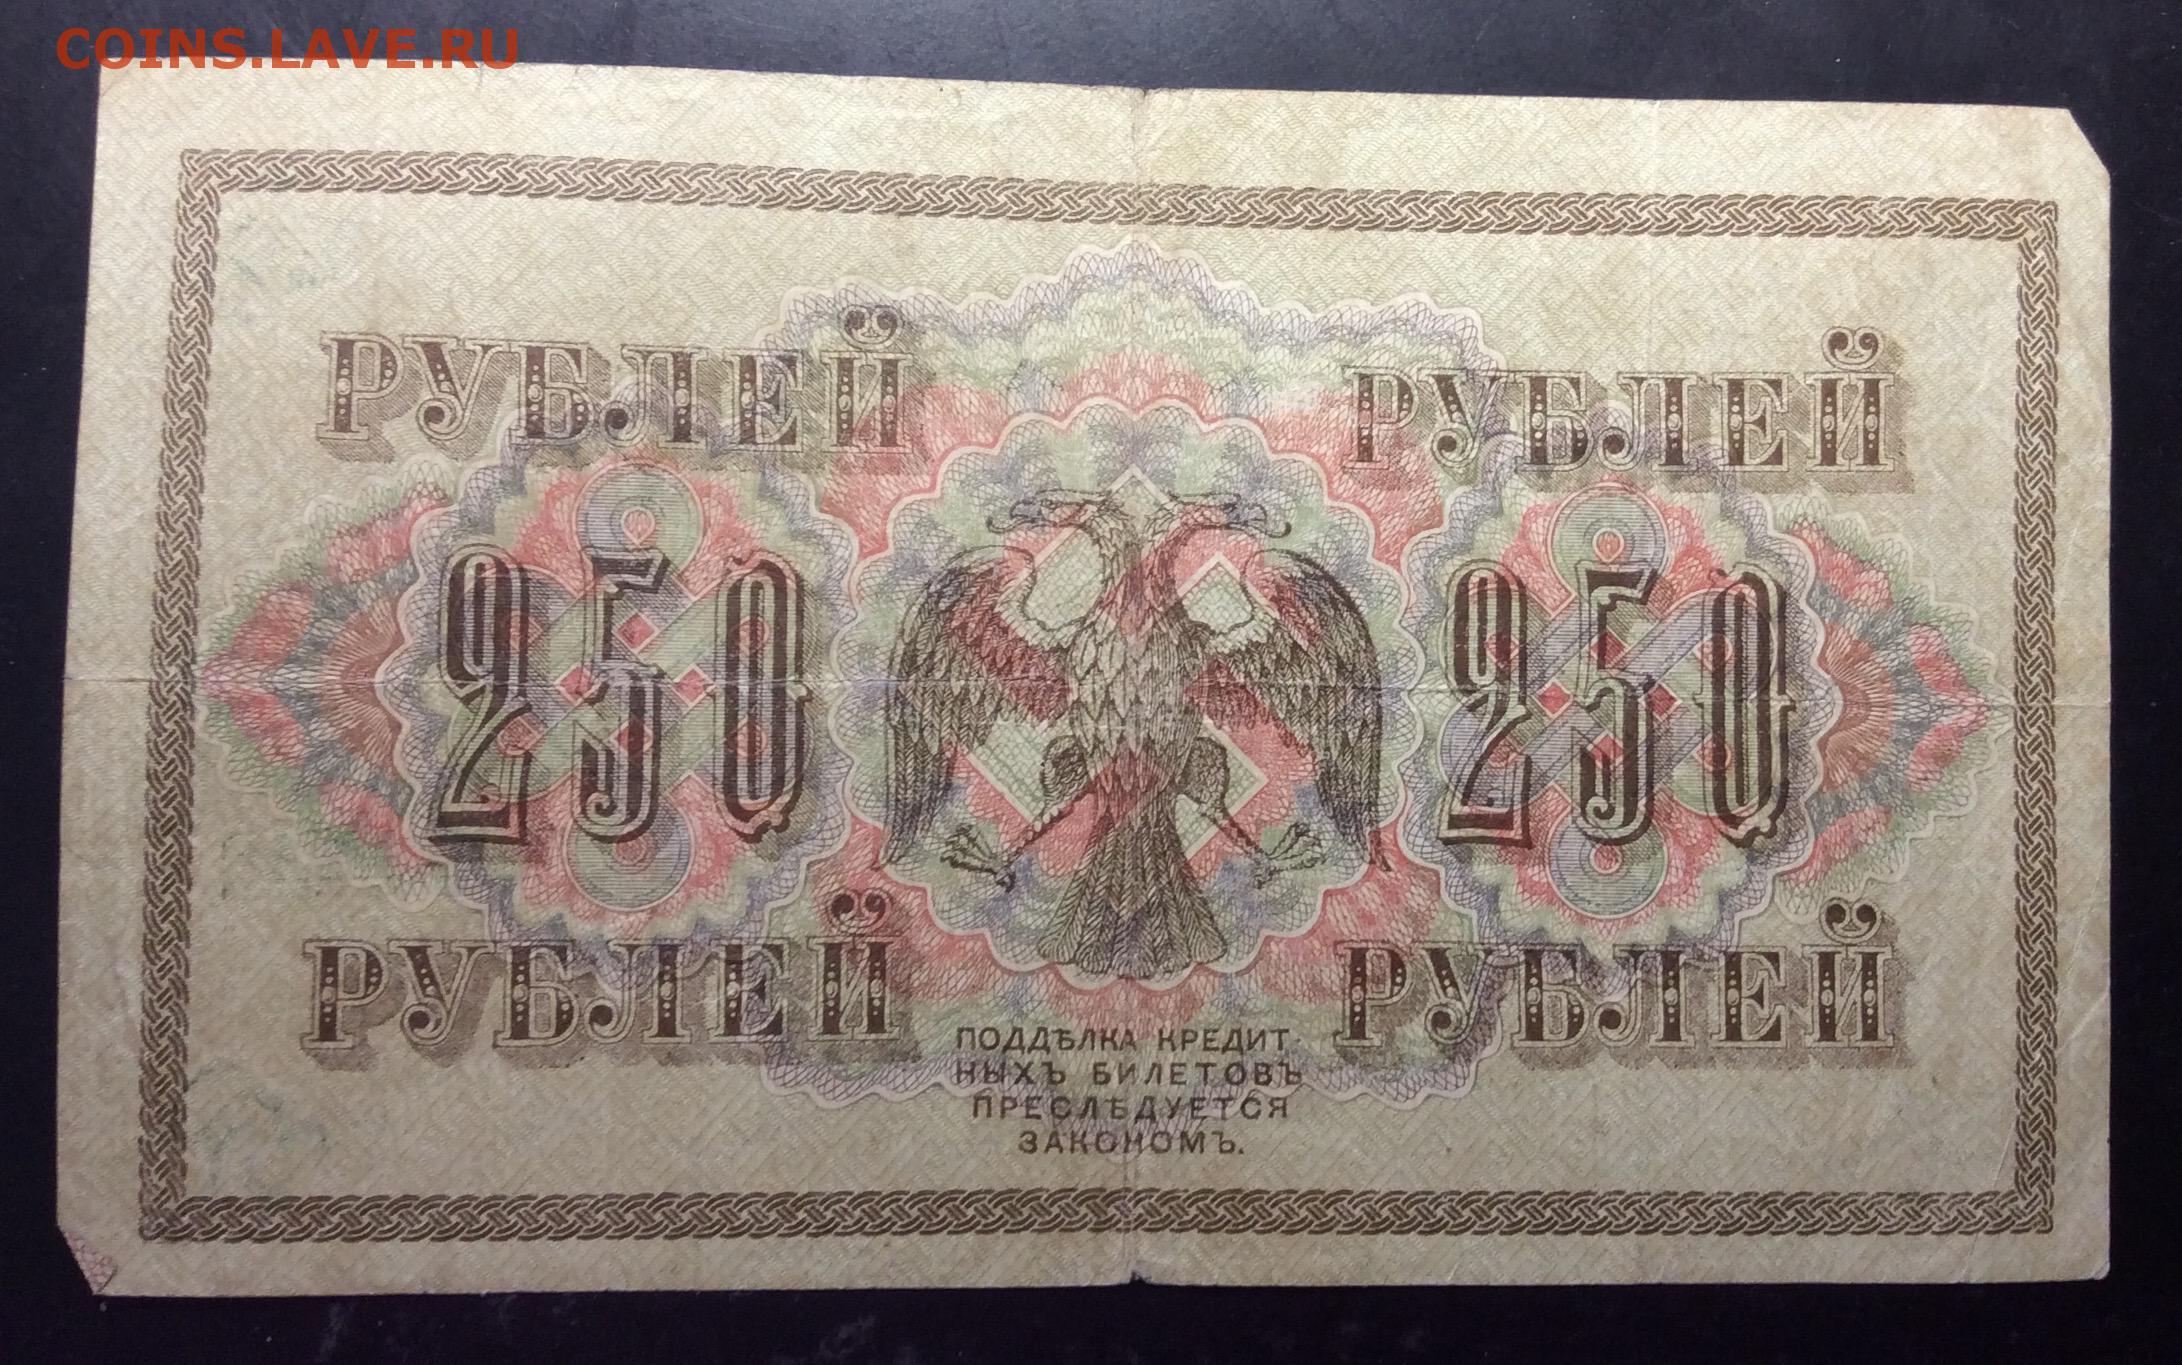 COINS.LAVE.RU
РУБЛЕЙ РУБЛЕЙ
250 250
РУБЛЕЙ РУБЛЕЙ
ПОДДѢЛКА КРЕДИТ-
НЫХЪ БИЛЕТОВЪ
ПРЕСЛѢДУЕТСЯ
ЗАКОНОМЪ.